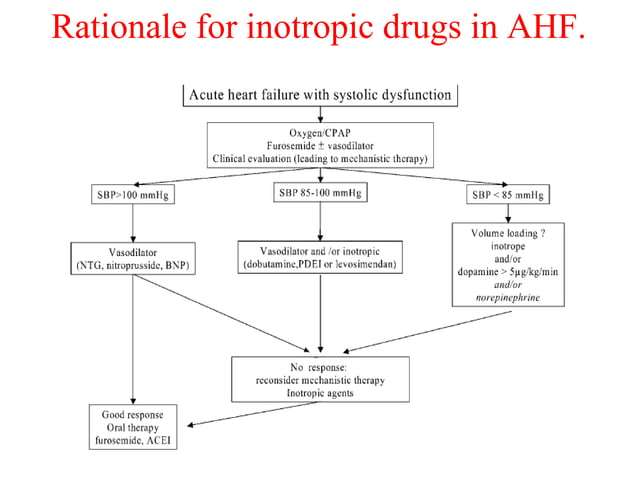 Rationale for inotropic drugs in AHF.
Acute heart failure with systolic dysfunction
Oxygen/CPAP
Furosemide ± vasodilator
Clinical evaluation (leading to mechanistic therapy)
SBP>100 mmHg
SBP 85-100 mmHg
SBP < 85 mmHg
Vasodilator
(NTG, nitroprusside, BNP)
Vasodilator and /or inotropic
(dobutamine,PDEI or levosimendan)
Volume loading ?
inotrope
and/or
dopamine > 5µg/kg/min
and/or
norepinephrine
No response:
reconsider mechanistic therapy
Inotropic agents
Good response
Oral therapy
furosemide, ACEI